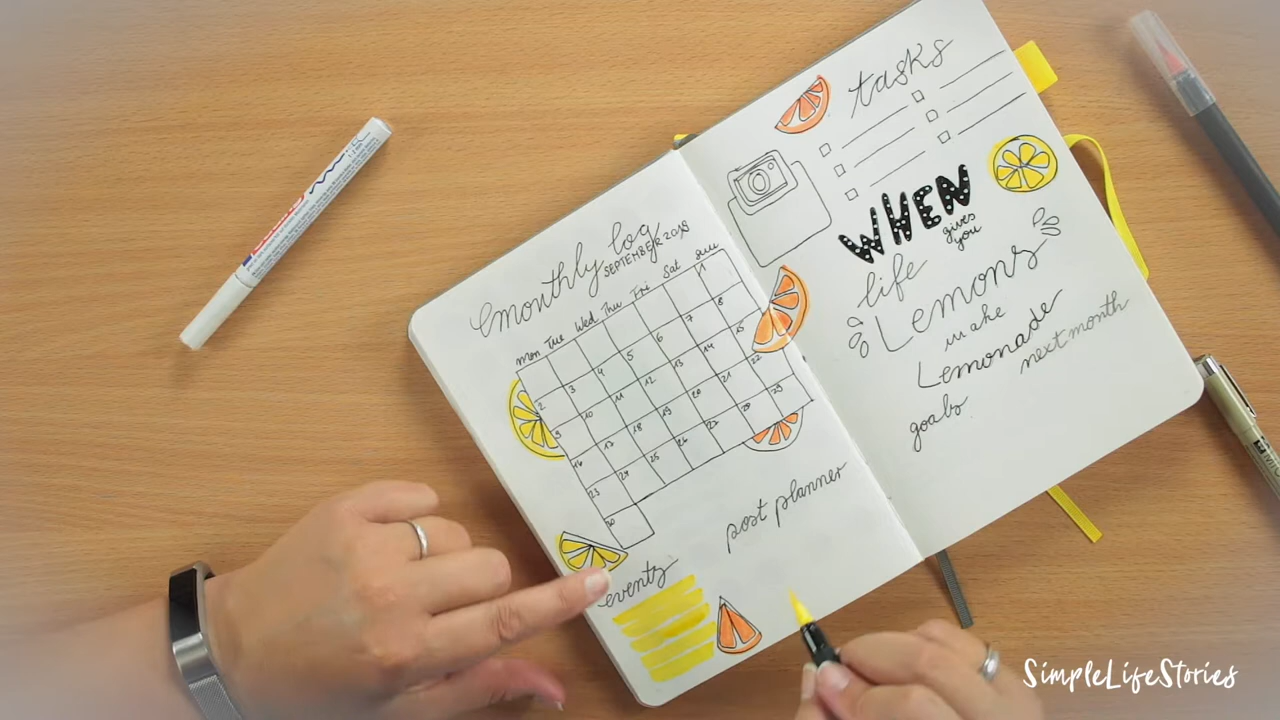 monthly log
SEPTEMBER 2018
Mon Tue Wed Thu Fri Sat Sun
1
2 3 4 5 6 7 8
9 10 11 12 13 14 15
16 17 18 19 20 21 22
23 24 25 26 27 28 29
30
events
post planner
tasks
WHEN
gives
you
life
Lemons
make
Lemonade
next month
goals
edding
SimpleLifeStories